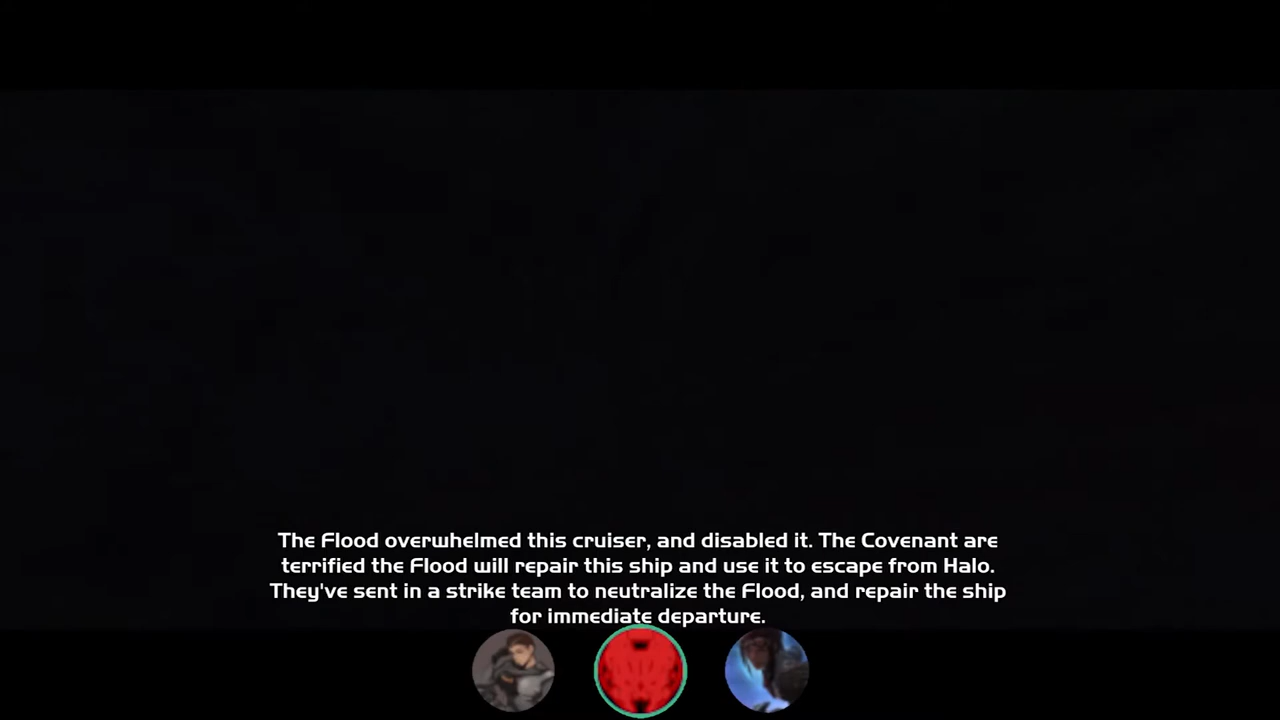 The Flood overwhelmed this cruiser, and disabled it. The Covenant are
terrified the Flood will repair this ship and use it to escape from Halo.
They've sent in a strike team to neutralize the Flood, and repair the ship
for immediate departure.